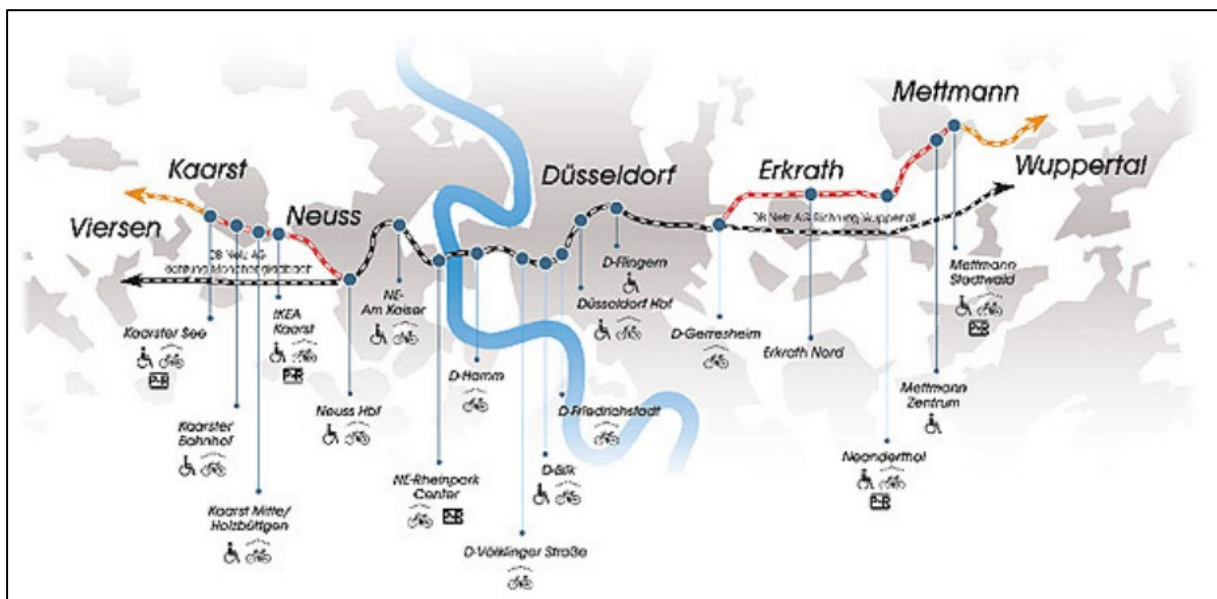 Mettmann
Kaarst
Düsseldorf
Erkrath
Wuppertal
Neuss
Viersen
DB Netz AG Richtung Wuppertal
DB Netz AG
Richtung Mönchengladbach
D-Flingern
NE-
Am Kaiser
Mettmann
Stadtwald
P+R
Kaarster See
P+R
IKEA
Kaarst
P+R
Düsseldorf Hbf
D-Gerresheim
Erkrath Nord
D-Hamm
Mettmann
Zentrum
Neuss Hbf
D-Friedrichstadt
Kaarster
Bahnhof
Neanderthal
P+R
D-Bilk
NE-Rheinpark
Center
P+R
Kaarst Mitte/
Holzbüttgen
D-Völklinger Straße